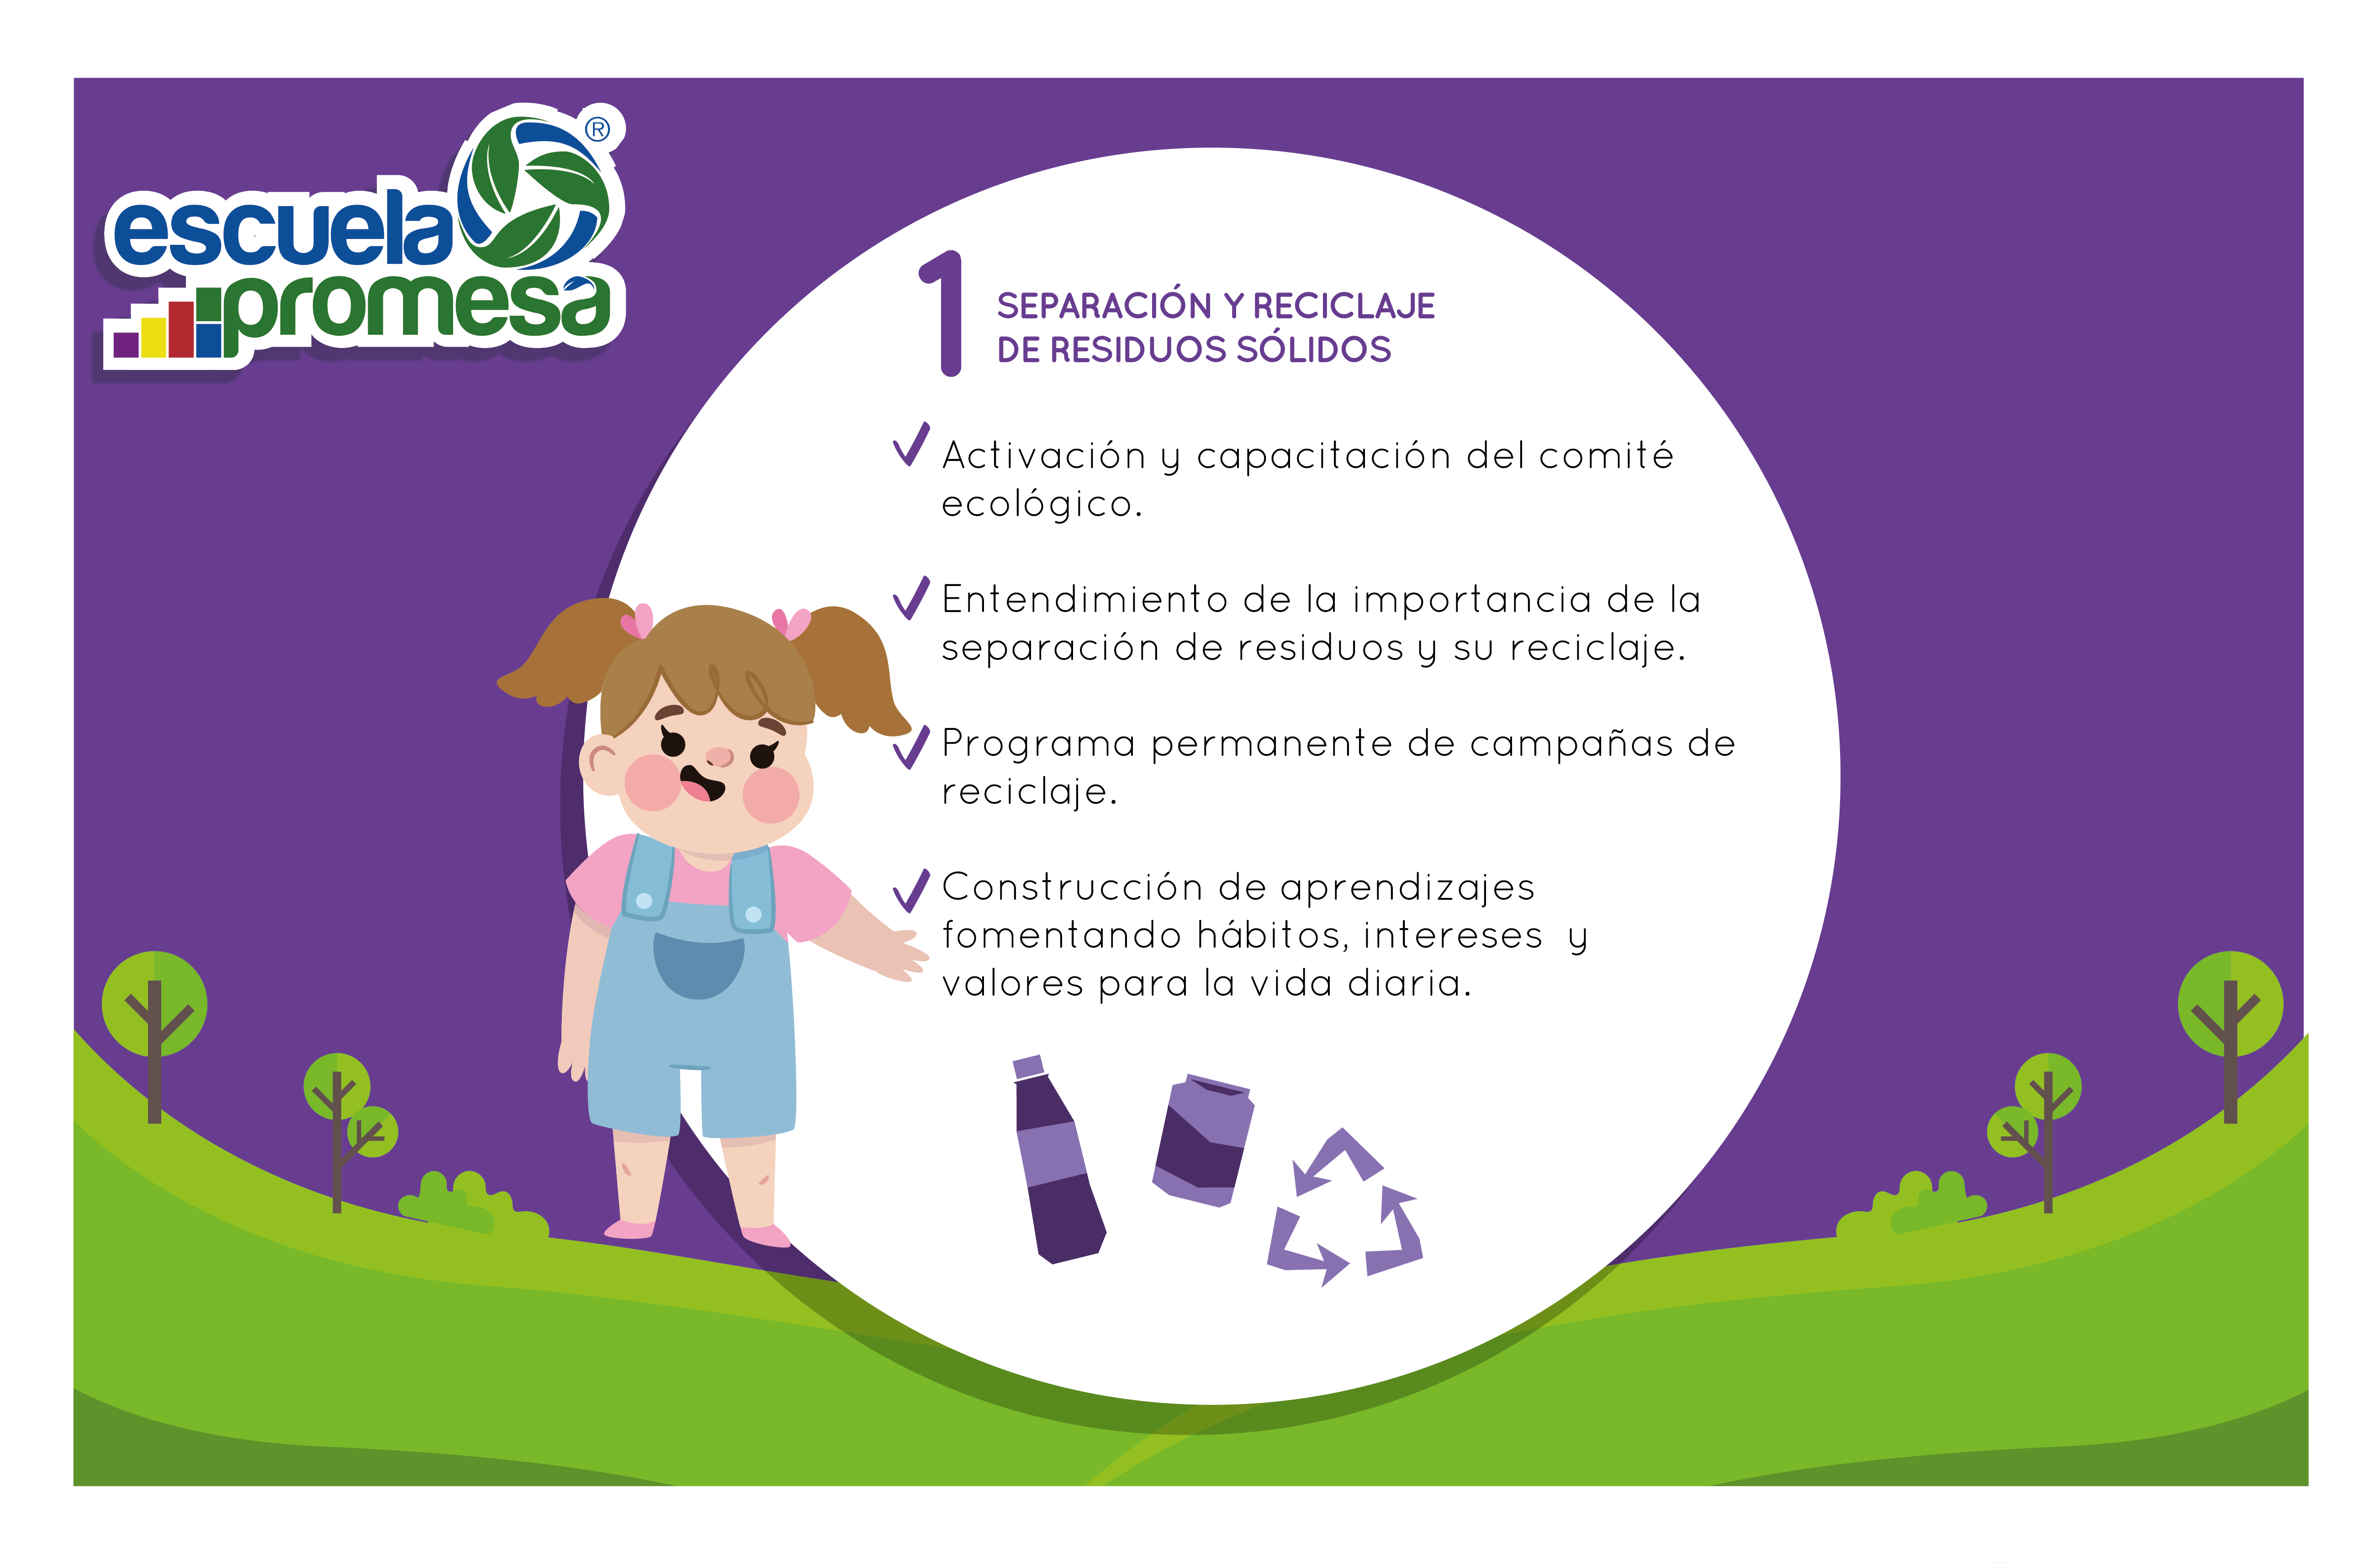 escuela
promesa
®
1
SEPARACIÓN Y RECICLAJE
DE RESIDUOS SÓLIDOS
Activación y capacitación del comité
ecológico.
Entendimiento de la importancia de la
separación de residuos y su reciclaje.
Programa permanente de campañas de
reciclaje.
Construcción de aprendizajes
fomentando hábitos, intereses y
valores para la vida diaria.